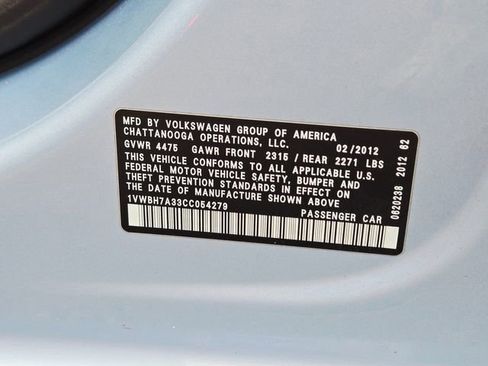 MFD BY VOLKSWAGEN GROUP OF AMERICA
CHATTANOOGA OPERATIONS, LLC. 02/2012
GVWR 4475 GAWR FRONT 2315 / REAR 2271 LBS
THIS VEHICLE CONFORMS TO ALL APPLICABLE U.S.
FEDERAL MOTOR VEHICLE SAFETY, BUMPER AND
THEFT PREVENTION STANDARDS IN EFFECT ON
THE DATE OF MANUFACTURE SHOWN ABOVE
1VWBH7A33CC054279 PASSENGER CAR
0620238 2012 62